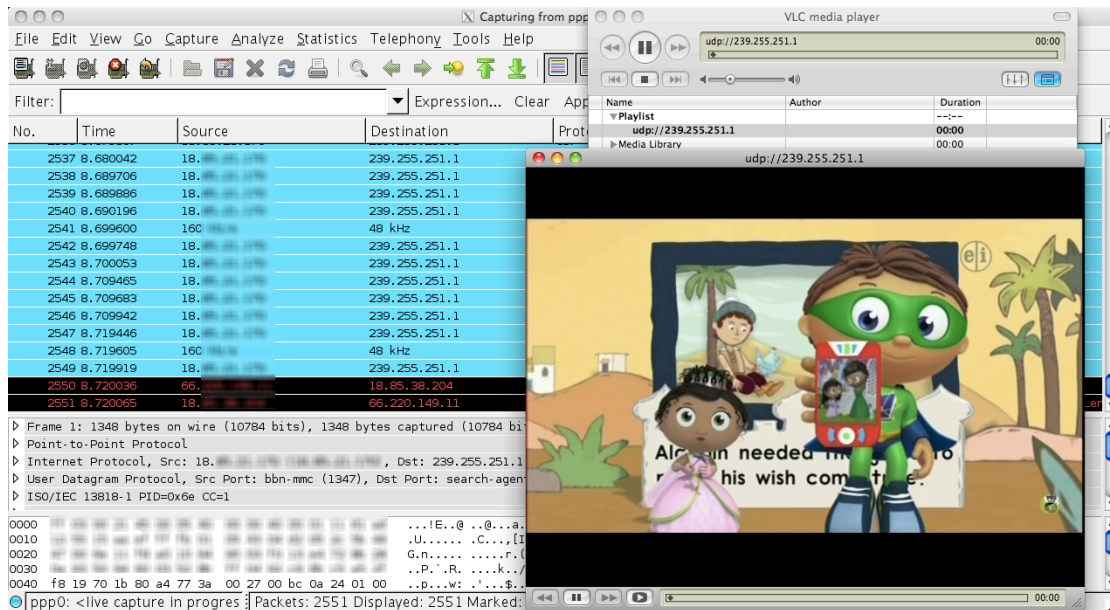 Capturing from ppp
File Edit View Go Capture Analyze Statistics Telephony Tools Help
Filter: Expression... Clear App
No. Time Source Destination Proto
2537 8.680042 18. 239.255.251.1
2538 8.689706 18. 239.255.251.1
2539 8.689886 18. 239.255.251.1
2540 8.690196 18. 239.255.251.1
2541 8.699600 160 48 kHz
2542 8.699748 18. 239.255.251.1
2543 8.700053 18. 239.255.251.1
2544 8.709465 18. 239.255.251.1
2545 8.709683 18. 239.255.251.1
2546 8.709942 18. 239.255.251.1
2547 8.719446 18. 239.255.251.1
2548 8.719605 160 48 kHz
2549 8.719919 18. 239.255.251.1
2550 8.720036 66. 18.85.38.204
2551 8.720065 18. 66.220.149.11
Frame 1: 1348 bytes on wire (10784 bits), 1348 bytes captured (10784 bi
Point-to-Point Protocol
Internet Protocol, Src: 18. , Dst: 239.255.251.1
User Datagram Protocol, Src Port: bbn-mmc (1347), Dst Port: search-agen
ISO/IEC 13818-1 PID=0x6e CC=1
0000 ...!E..@ ..@...a.
0010 .U...... .C...,[I
0020 G.n..... .....r.(
0030 ..P.`.R. ....k../
0040 f8 19 70 1b 80 a4 77 3a 00 27 00 bc 0a 24 01 00 ..p...w: .'...$..
ppp0: <live capture in progres Packets: 2551 Displayed: 2551 Marked:
VLC media player
udp://239.255.251.1 00:00
Name Author Duration
Playlist --:--
udp://239.255.251.1 00:00
Media Library 00:00
udp://239.255.251.1
e/i
needed
his wish com
00:00